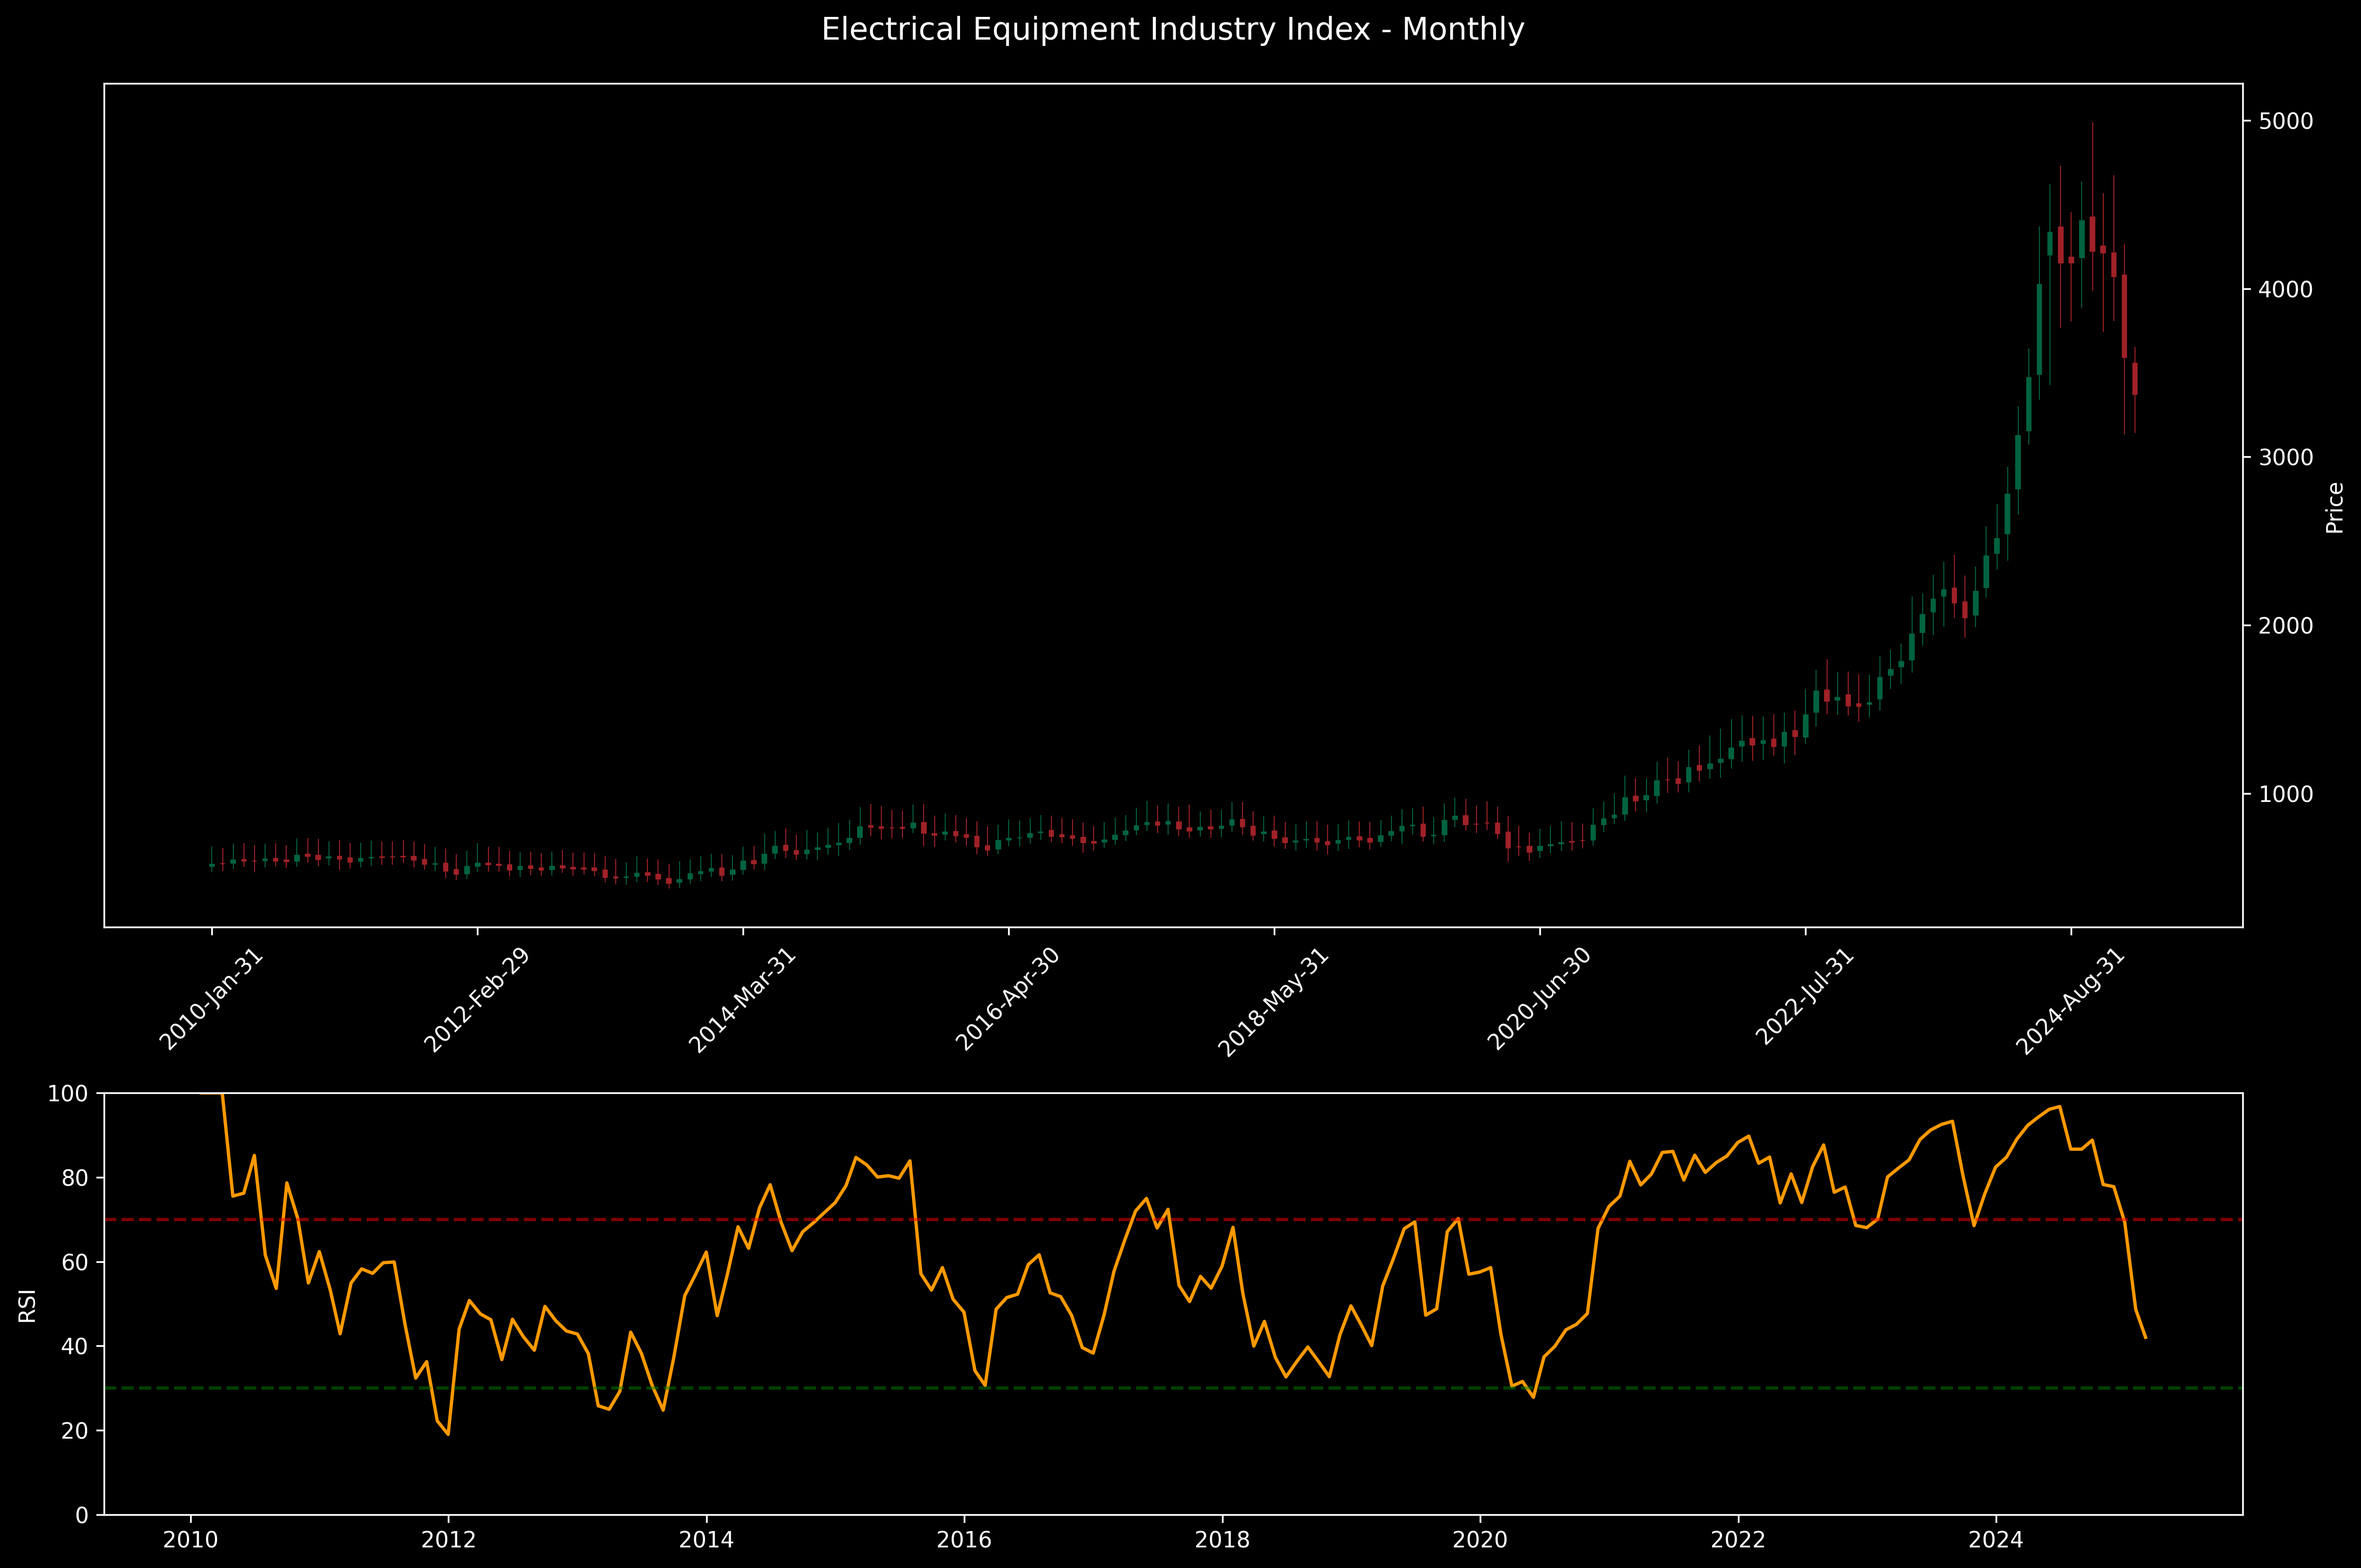 Electrical Equipment Industry Index - Monthly
5000
4000
3000
2000
1000
Price
2010-Jan-31
2012-Feb-29
2014-Mar-31
2016-Apr-30
2018-May-31
2020-Jun-30
2022-Jul-31
2024-Aug-31
100
80
60
40
20
0
RSI
2010
2012
2014
2016
2018
2020
2022
2024